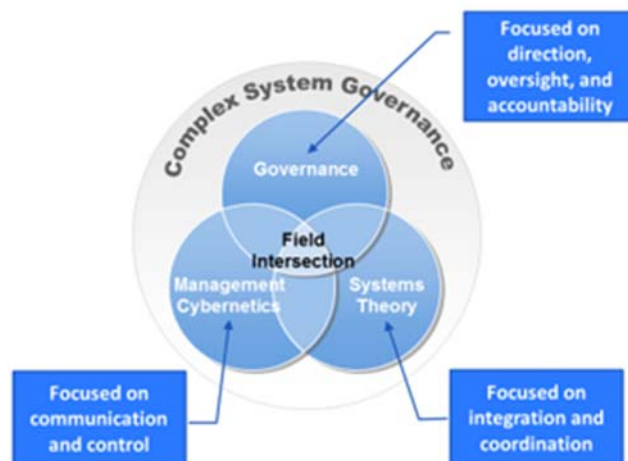 Focused on
direction,
oversight, and
accountability
Complex System Governance
Governance
Field
Intersection
Management
Cybernetics
Systems
Theory
Focused on
communication
and control
Focused on
integration and
coordination